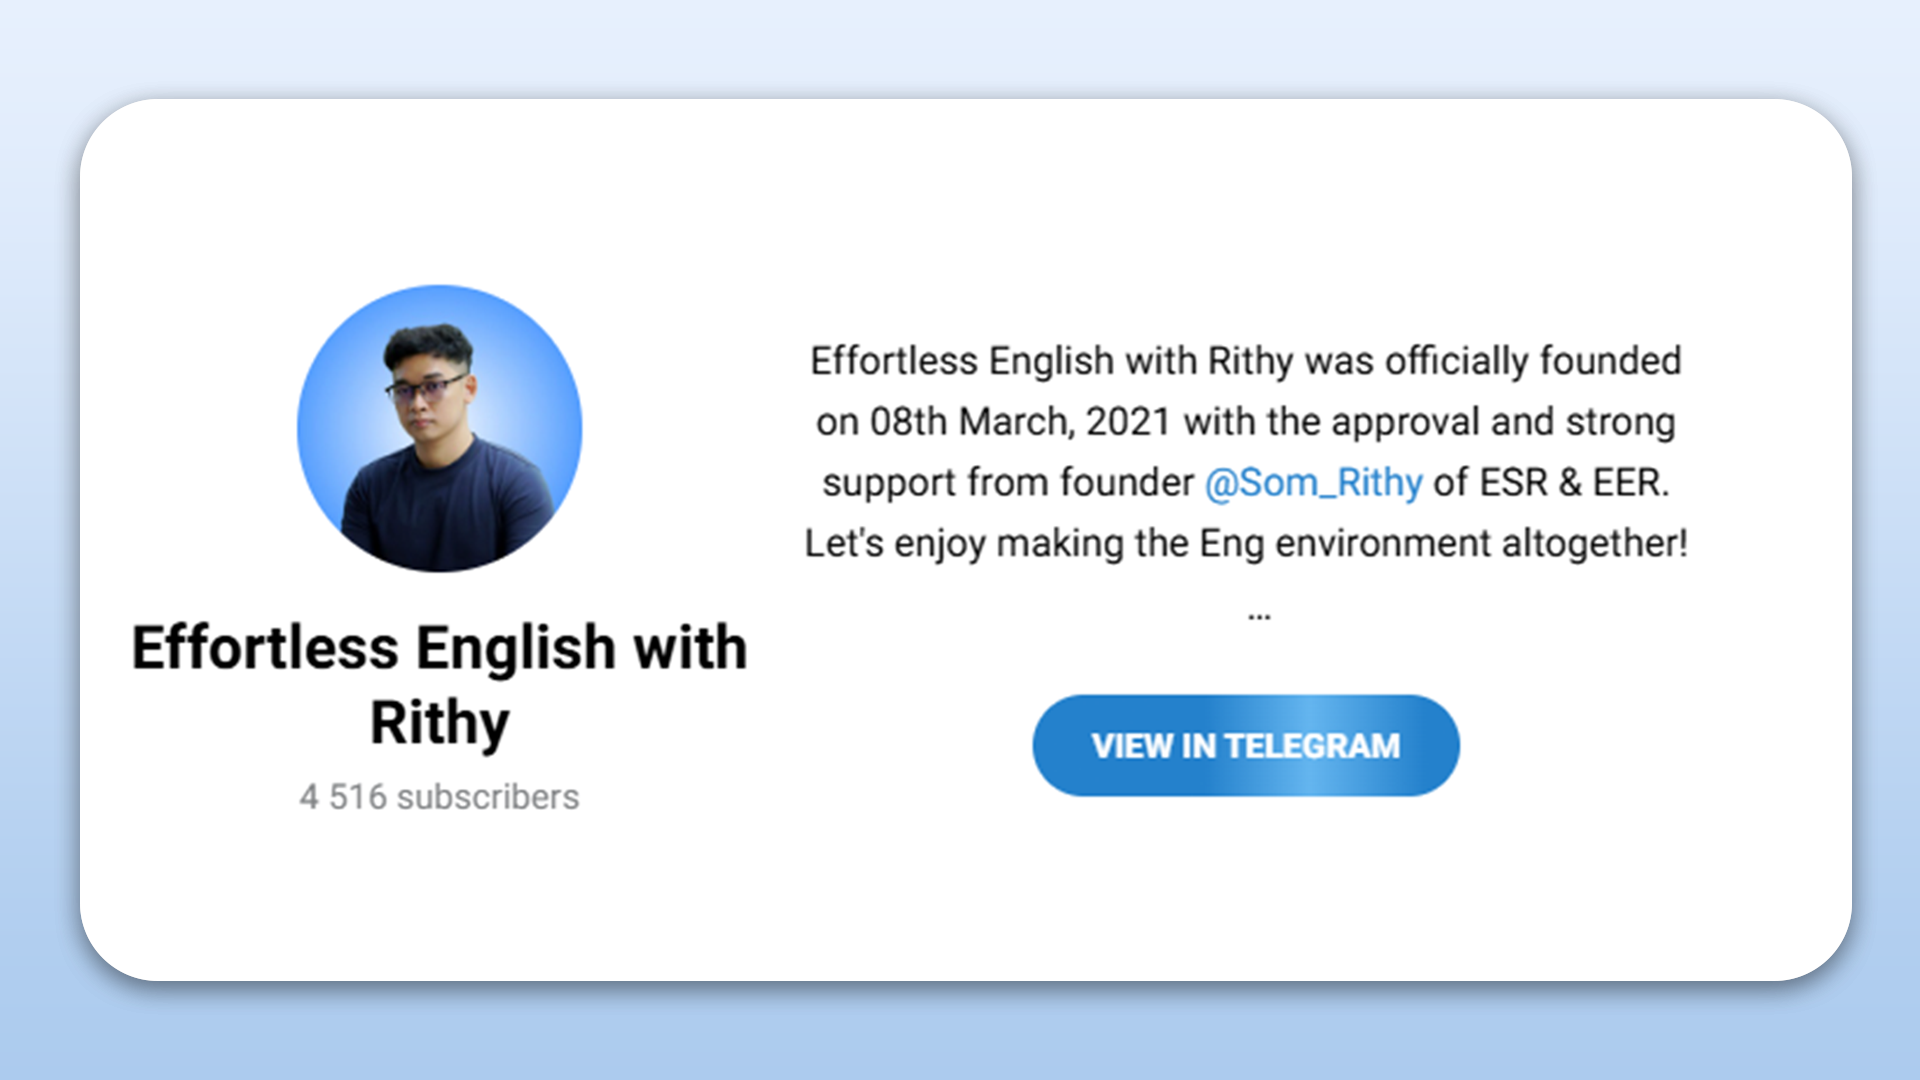 Effortless English with
Rithy
4 516 subscribers
Effortless English with Rithy was officially founded
on 08th March, 2021 with the approval and strong
support from founder @Som_Rithy of ESR & EER.
Let's enjoy making the Eng environment altogether!
...
VIEW IN TELEGRAM